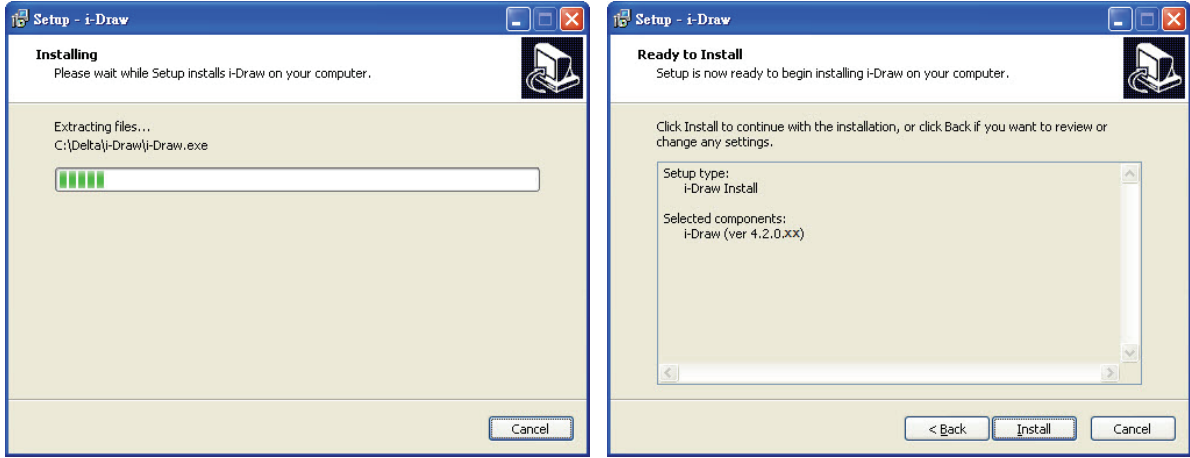 Setup - i-Draw
Installing
Please wait while Setup installs i-Draw on your computer.
Extracting files...
C:\Delta\i-Draw\i-Draw.exe
Cancel
Setup - i-Draw
Ready to Install
Setup is now ready to begin installing i-Draw on your computer.
Click Install to continue with the installation, or click Back if you want to review or
change any settings.
Setup type:
i-Draw Install
Selected components:
i-Draw (ver 4.2.0.xx)
< Back
Install
Cancel